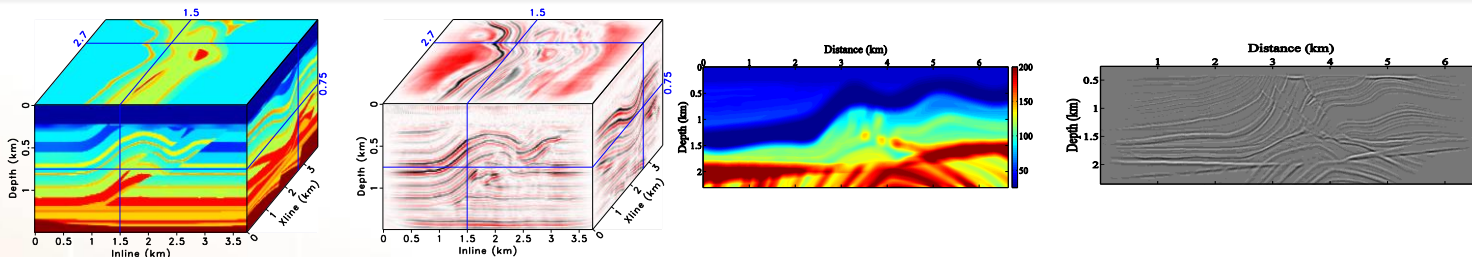 1.5
2.7
0.75
0
0.5
1
Depth (km)
0 0.5 1 1.5 2 2.5 3 3.5
Inline (km)
0 1 2 3
Xline (km)
1.5
2.7
0.75
0
0.5
1
Depth (km)
0 0.5 1 1.5 2 2.5 3 3.5
Inline (km)
0 1 2 3
Xline (km)
Distance (km)
0 1 2 3 4 5 6
0
0.5
1
1.5
2
Depth (km)
200
150
100
50
Distance (km)
1 2 3 4 5 6
0.5
1
1.5
2
Depth (km)